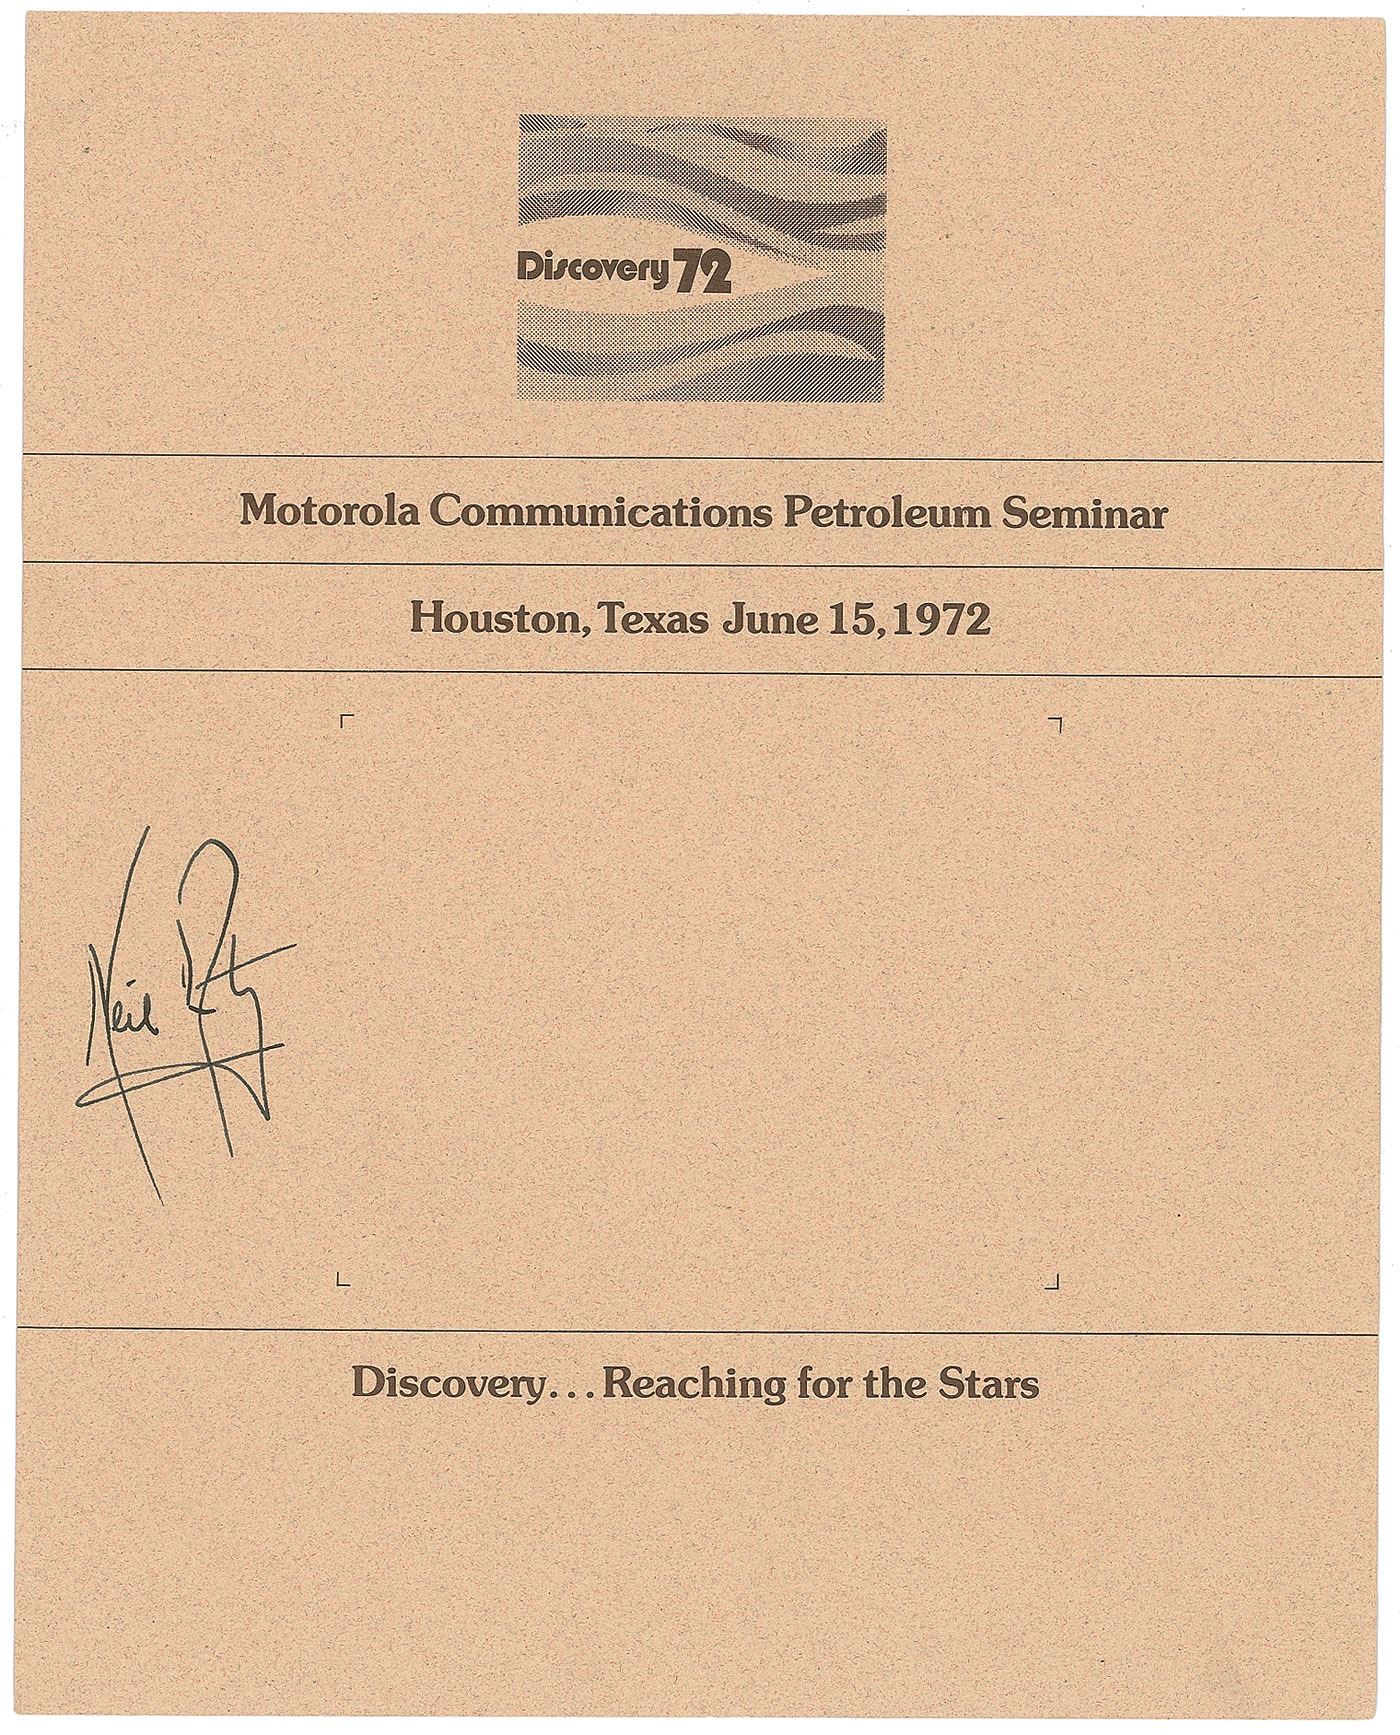 Discovery 72
Motorola Communications Petroleum Seminar
Houston, Texas June 15, 1972
Neil
Discovery... Reaching for the Stars